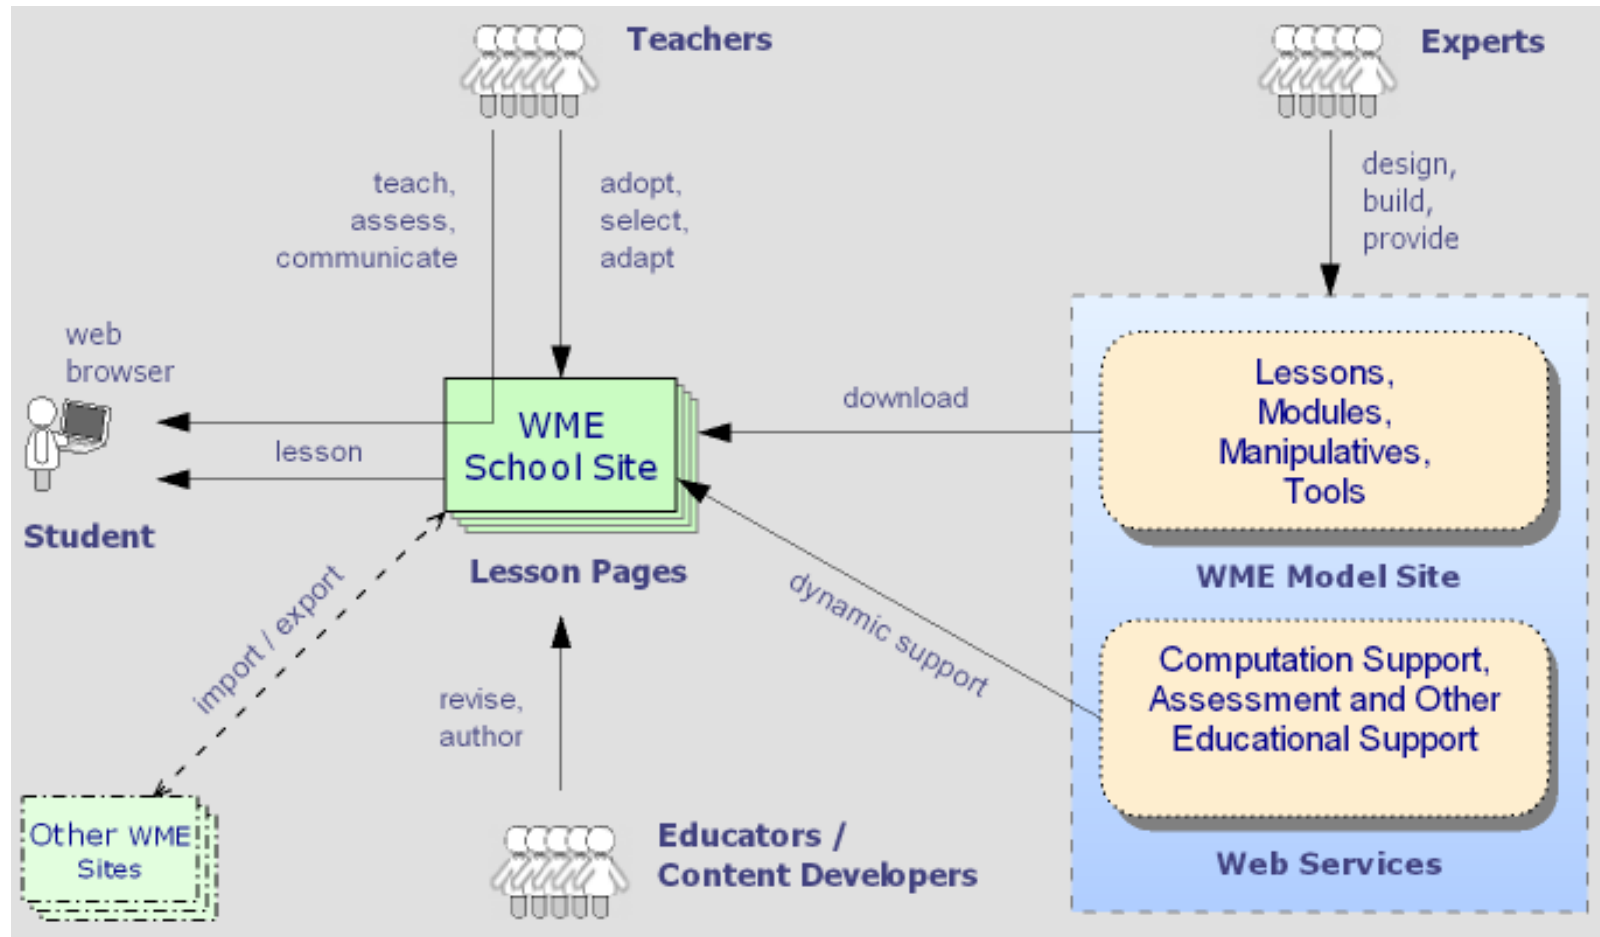 Teachers
Experts
teach,
assess,
communicate
adopt,
select,
adapt
design,
build,
provide
web
browser
Student
lesson
WME
School Site
Lesson Pages
download
dynamic support
Lessons,
Modules,
Manipulatives,
Tools
WME Model Site
Computation Support,
Assessment and Other
Educational Support
Web Services
import / export
Other WME
Sites
revise,
author
Educators /
Content Developers